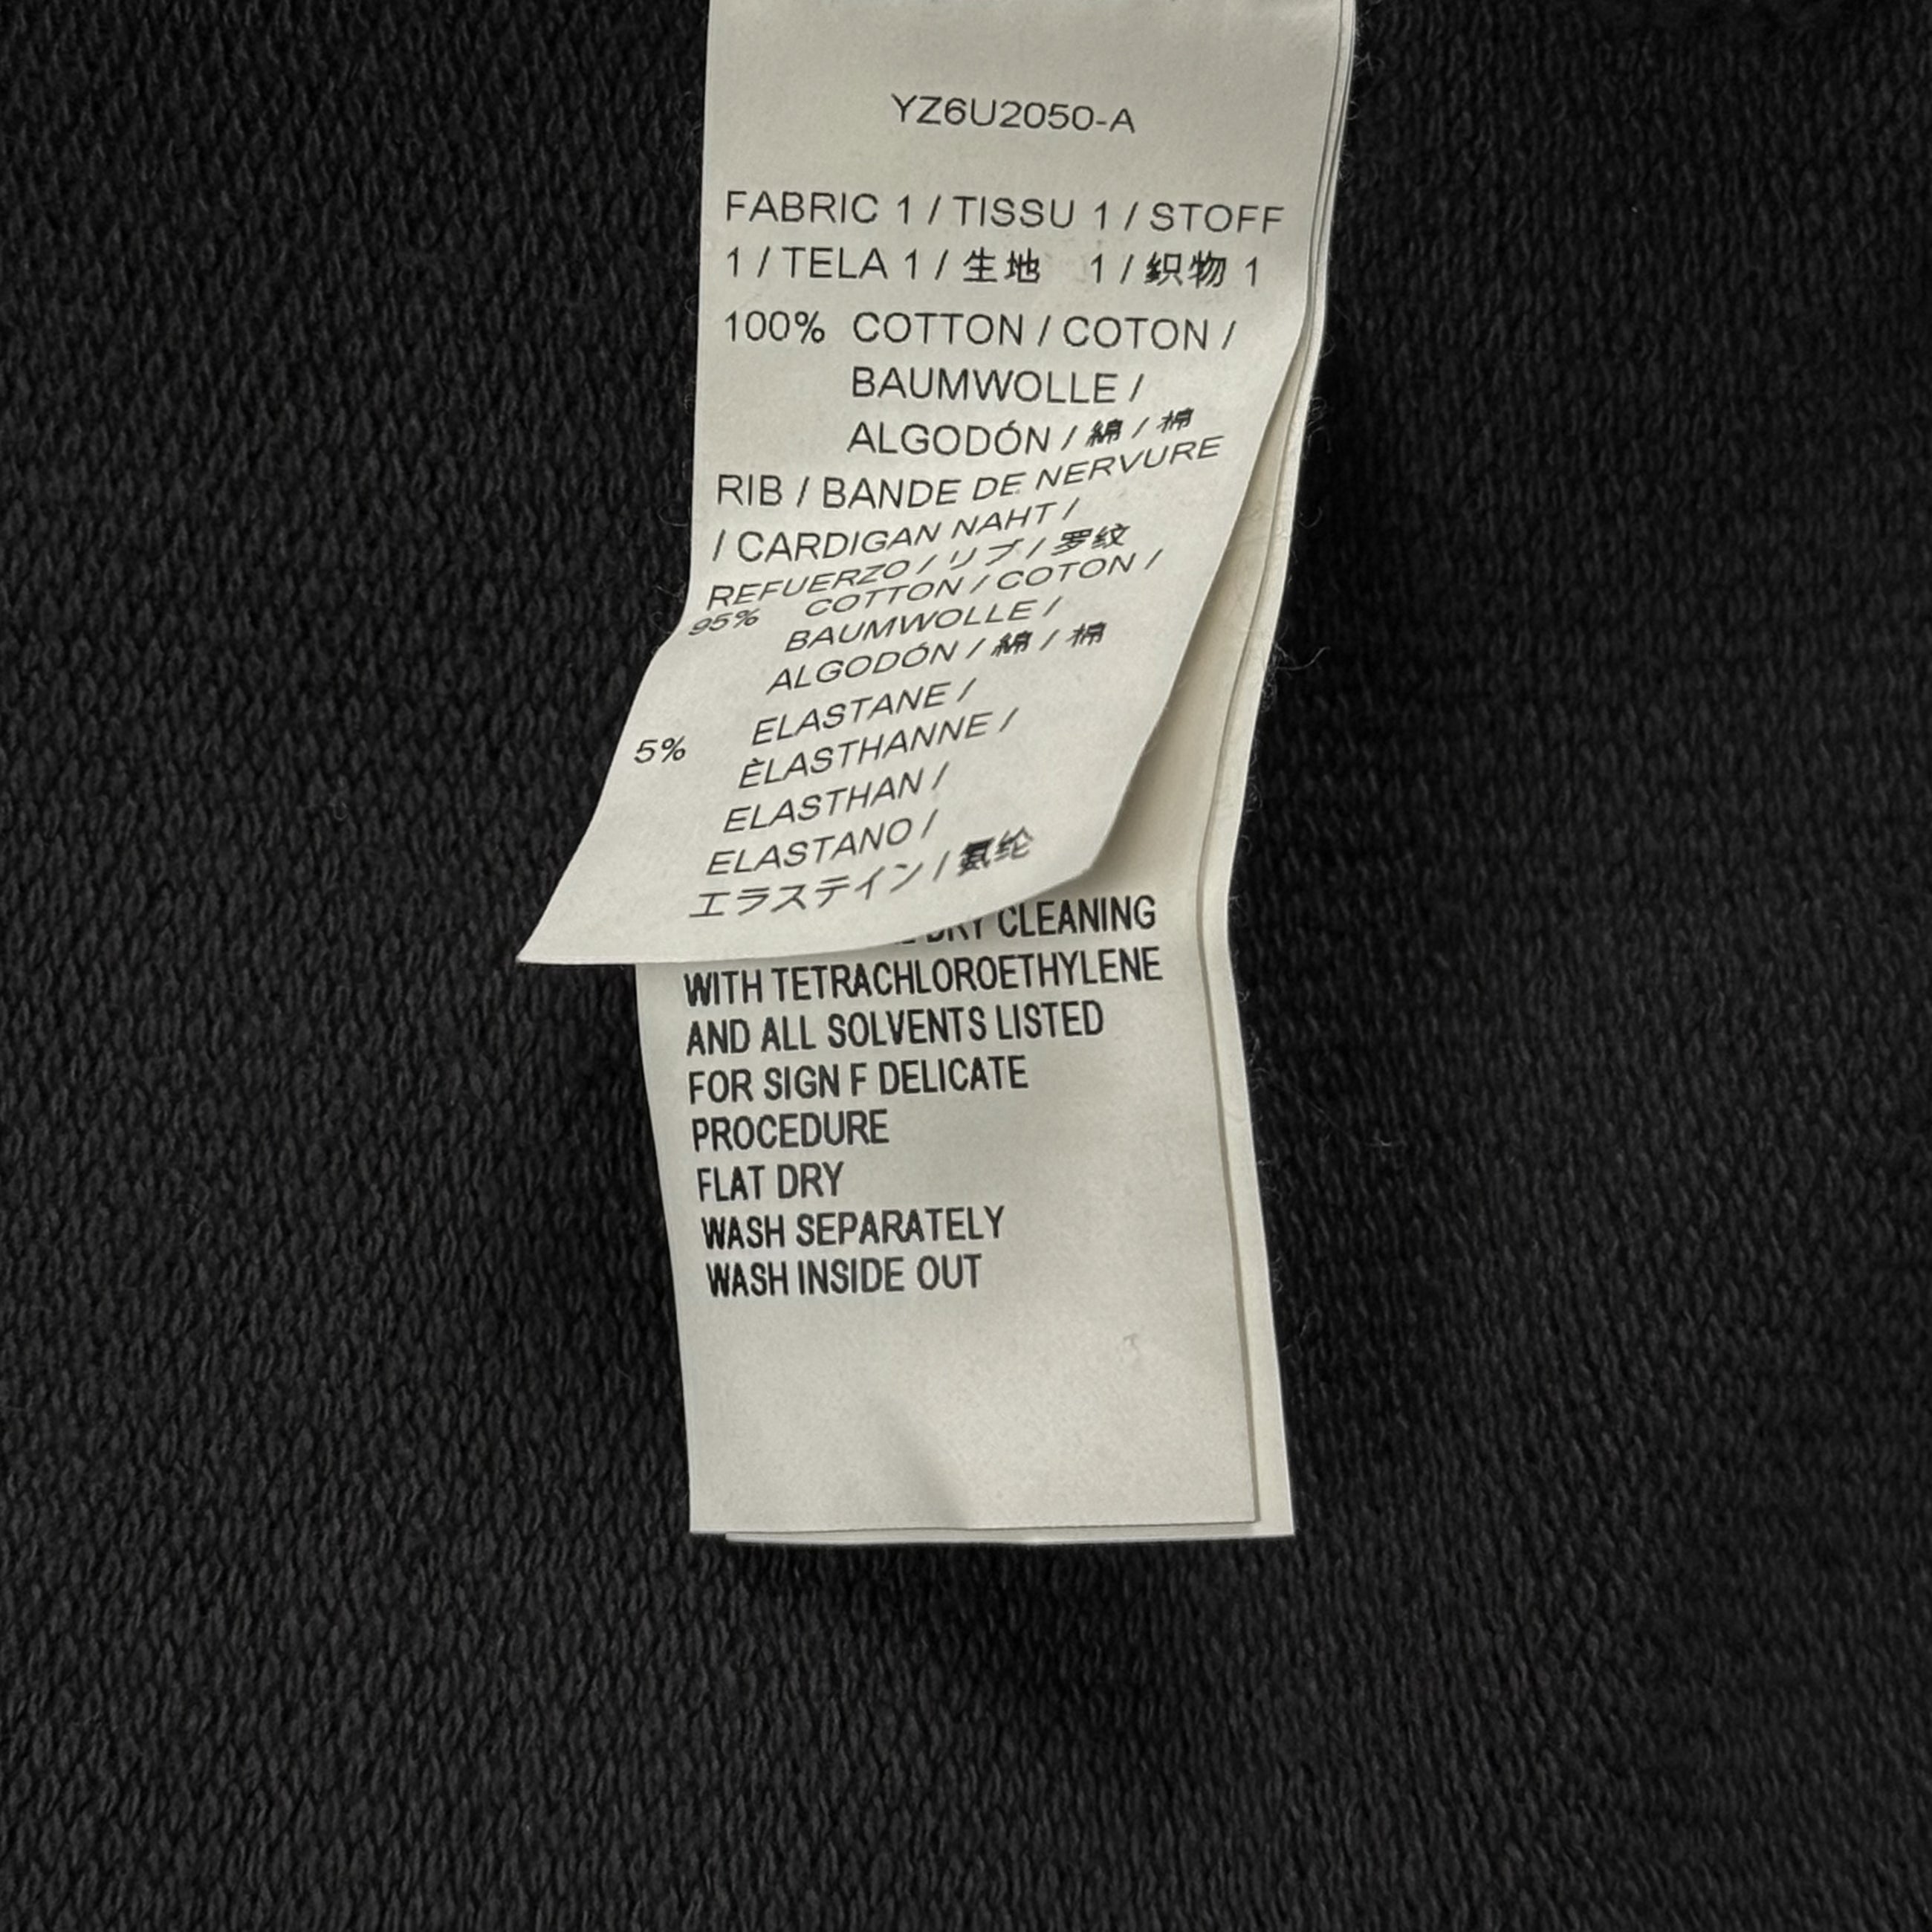 YZ6U2050-A
FABRIC 1 / TISSU 1 / STOFF
1 / TELA 1 / 生地 1 / 织物 1
100% COTTON / COTON /
BAUMWOLLE /
ALGODÓN / 綿 / 棉
RIB / BANDE DE NERVURE
/ CARDIGAN NAHT /
REFUERZO / リブ / 罗纹
95% COTTON / COTON /
BAUMWOLLE /
ALGODÓN / 綿 / 棉
5% ELASTANE /
ÈLASTHANNE /
ELASTHAN /
ELASTANO /
エラステイン / 氨纶
DRY CLEANING
WITH TETRACHLOROETHYLENE
AND ALL SOLVENTS LISTED
FOR SIGN F DELICATE
PROCEDURE
FLAT DRY
WASH SEPARATELY
WASH INSIDE OUT